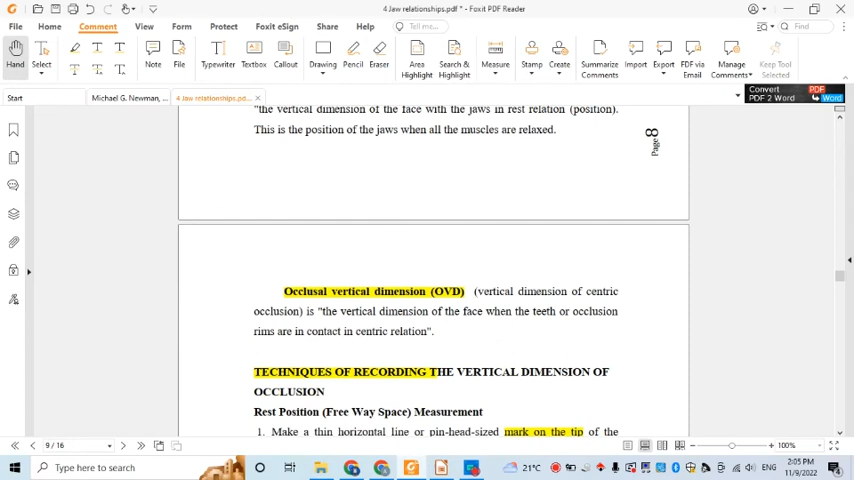 4 Jaw relationships.pdf * - Foxit PDF Reader
File Home Comment View Form Protect Foxit eSign Share Help Tell me... Find
Hand Select Note File Typewriter Textbox Callout Drawing Pencil Eraser Area Highlight Search & Highlight Measure Stamp Create Summarize Comments Import Export FDF via Email Manage Comments Keep Tool Selected
Start Michael G. Newman, ... 4 Jaw relationships.pd... Convert PDF 2 Word PDF Word
"the vertical dimension of the face with the jaws in rest relation (position).
This is the position of the jaws when all the muscles are relaxed.
Page8
Occlusal vertical dimension (OVD) (vertical dimension of centric
occlusion) is "the vertical dimension of the face when the teeth or occlusion
rims are in contact in centric relation".
TECHNIQUES OF RECORDING THE VERTICAL DIMENSION OF
OCCLUSION
Rest Position (Free Way Space) Measurement
1. Make a thin horizontal line or pin-head-sized mark on the tip of the
9 / 16 100%
Type here to search 21°C ENG 2:05 PM 11/9/2022 4